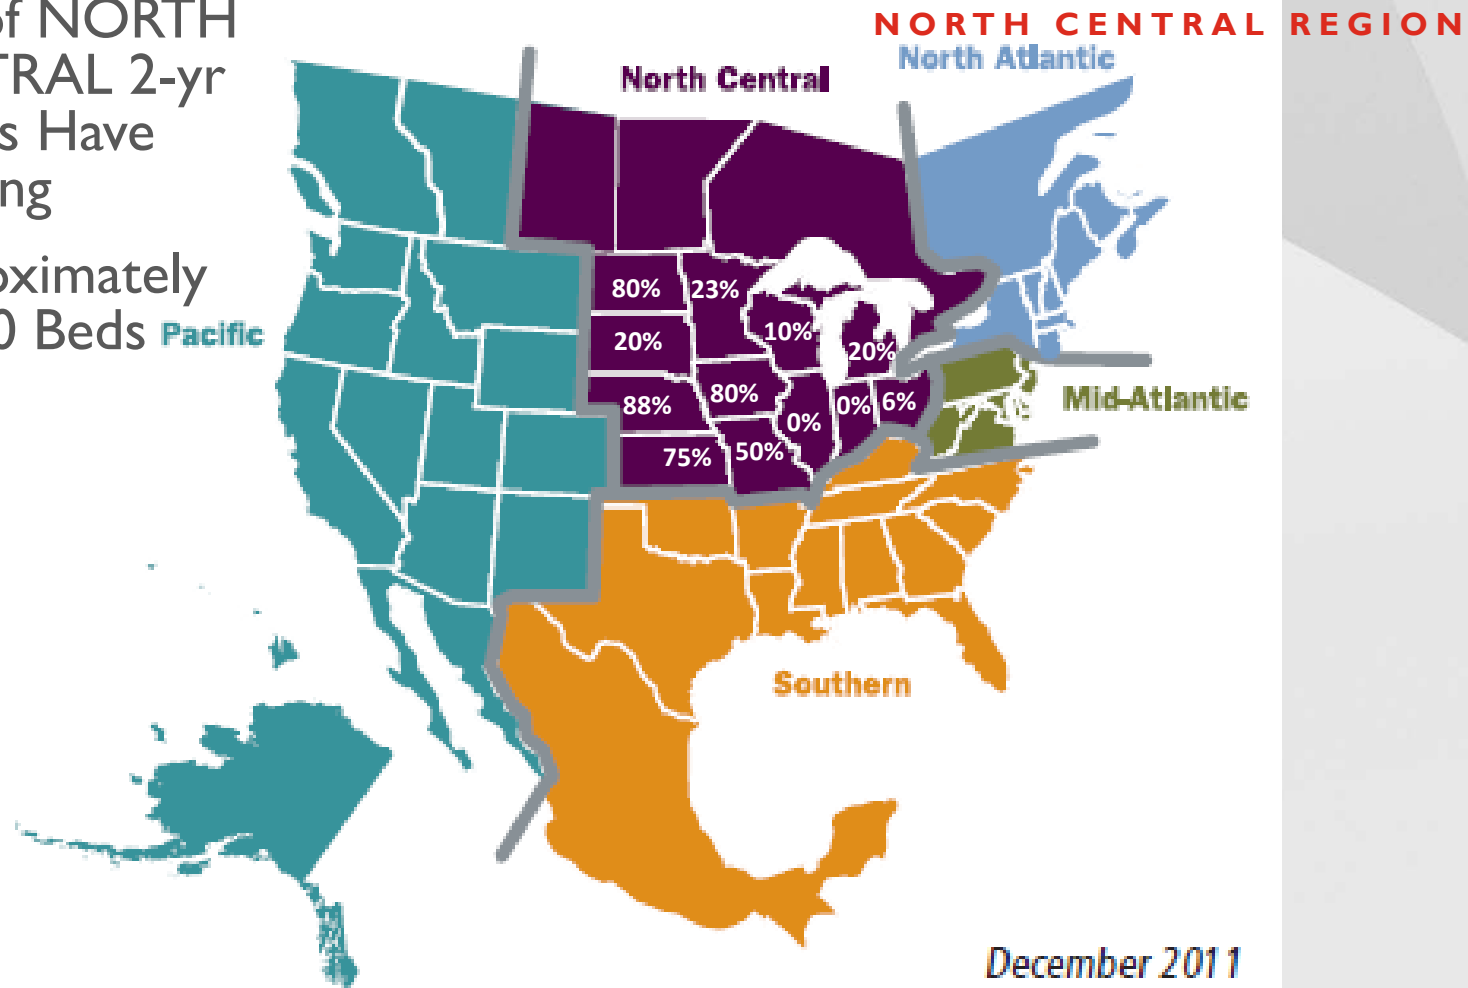 NORTH CENTRAL REGION
of NORTH
TRAL 2-yr
s Have
ng
oximately
0 Beds
North Central
North Atlantic
Pacific
Mid-Atlantic
Southern
80% 23%
20% 10% 20%
88% 80% 0% 0% 6%
75% 50%
December 2011